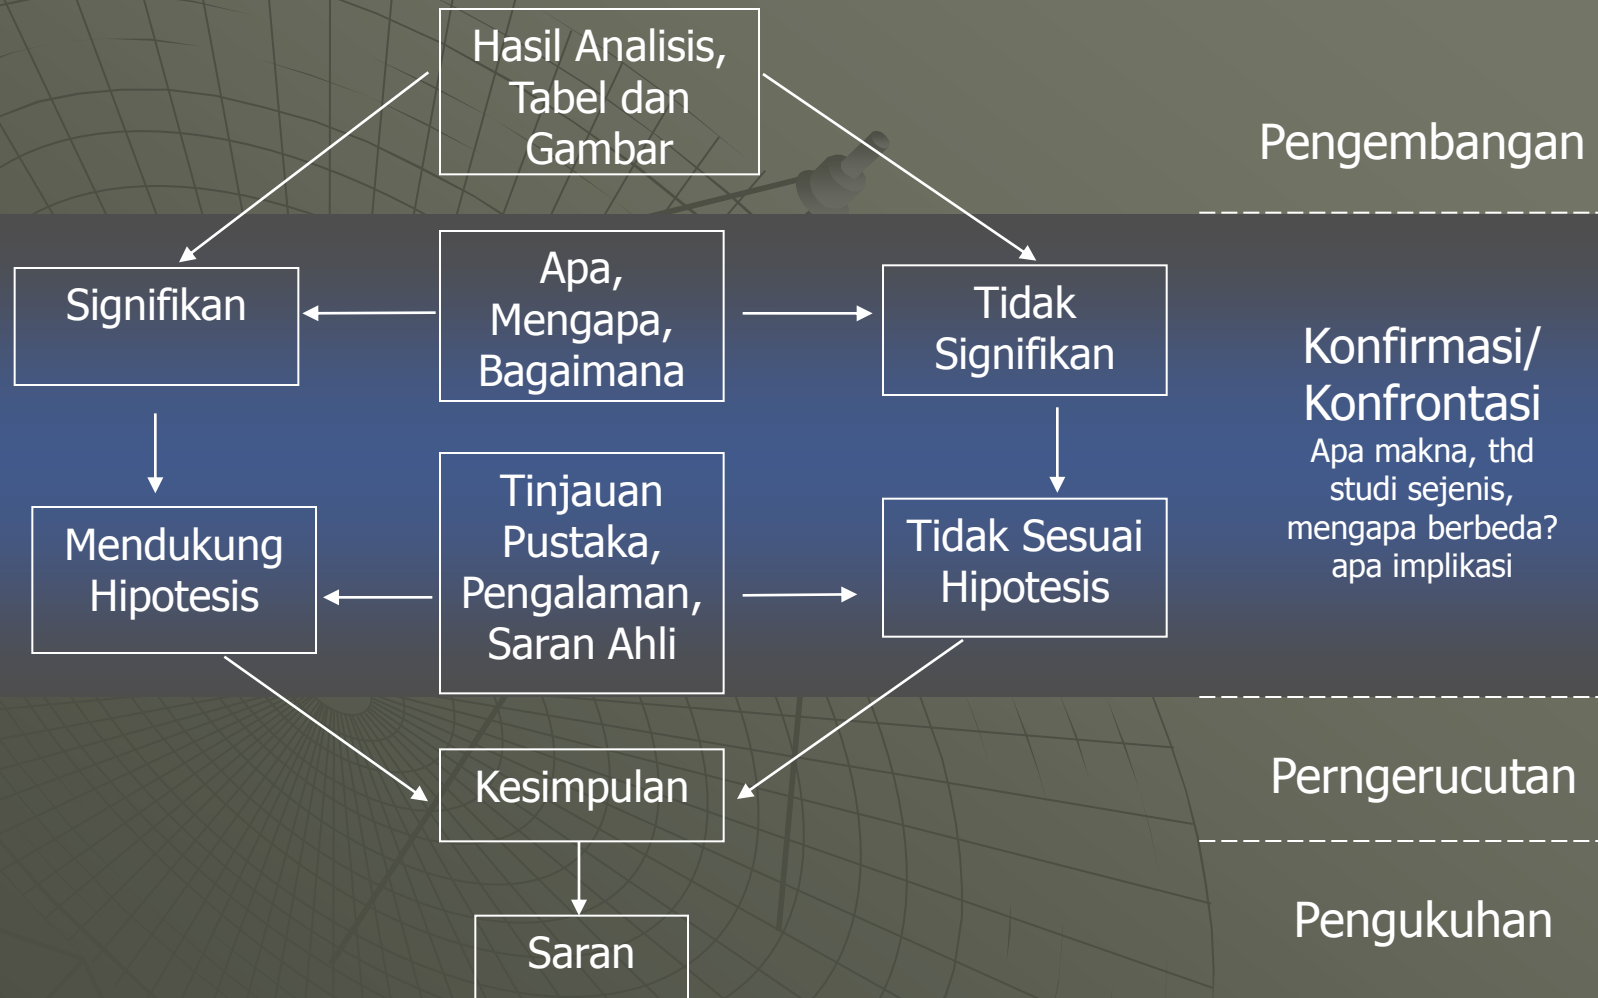 Hasil Analisis,
Tabel dan
Gambar
Pengembangan
Signifikan
Apa,
Mengapa,
Bagaimana
Tidak
Signifikan
Konfirmasi/
Konfrontasi
Apa makna, thd
studi sejenis,
mengapa berbeda?
apa implikasi
Mendukung
Hipotesis
Tinjauan
Pustaka,
Pengalaman,
Saran Ahli
Tidak Sesuai
Hipotesis
Kesimpulan
Perngerucutan
Saran
Pengukuhan